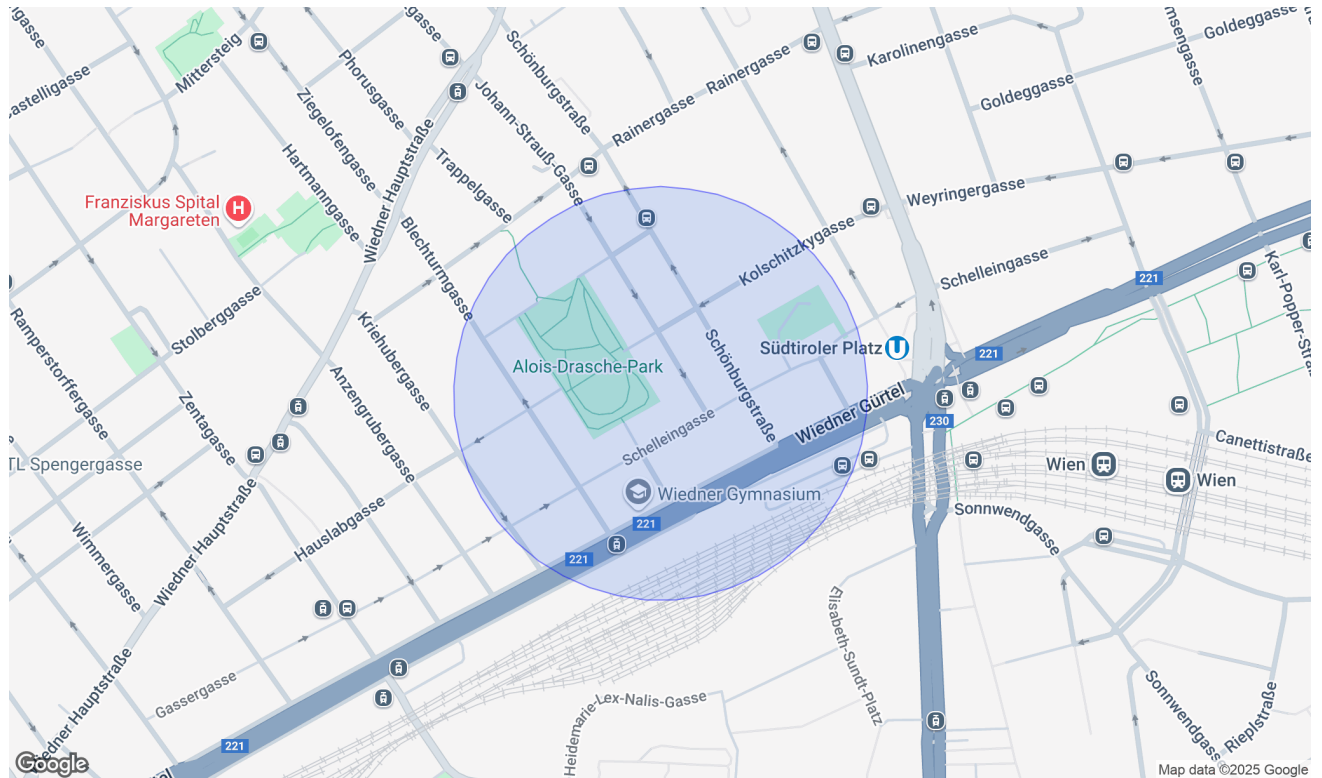 Mittersteig
Castelligasse
Phorusgasse
Ziegelofengasse
Schönburgstraße
Johann-Strauß-Gasse
Rainergasse
Rainergasse
Karolinengasse
Goldeggasse
Goldeggasse
Hartmanngasse
Wiedner Hauptstraße
Trappelgasse
Weyringergasse
Franziskus Spital
Margareten
H
Blechturmgasse
Kolschitzkygasse
Schelleingasse
221
Karl-Popper-Straß
Stolberggasse
Kriehubergasse
Ramperstorffergasse
Schönburgstraße
Südtiroler Platz
U
221
Alois-Drasche-Park
Anzengrubergasse
Zentagasse
Wiedner Gürtel
230
Schelleingasse
Canettistraße
TL Spengergasse
Wien
Wien
Wiedner Gymnasium
Wiedner Hauptstraße
Hauslabgasse
221
Sonnwendgasse
Wimmergasse
221
Elisabeth-Sundt-Platz
Wiedner Hauptstraße
Gassergasse
Heidemarie-Lex-Nalis-Gasse
Sonnwendgass
Rieplstraße
221
Google
Map data ©2025 Google